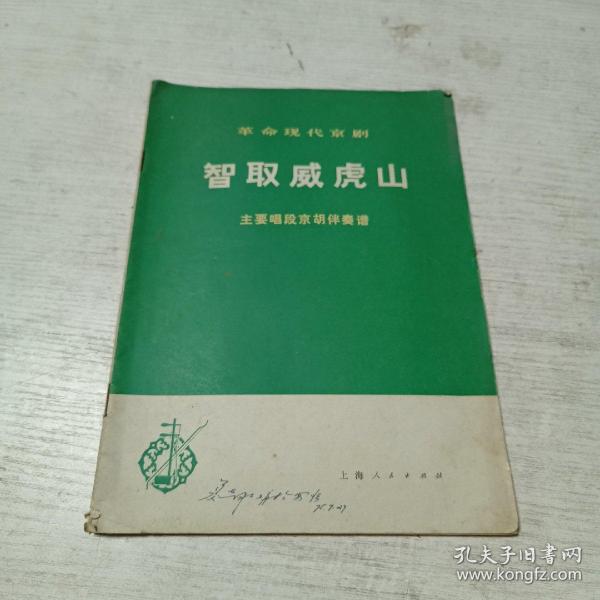 革命现代京剧
智取威虎山
主要唱段京胡伴奏谱
上海人民出版社
孔夫子旧书网
www.kongfz.com